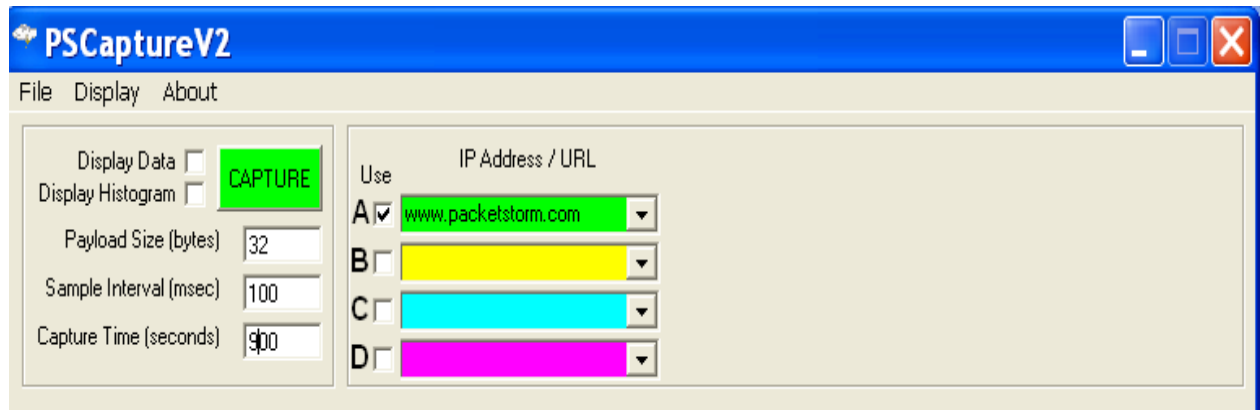 PSCaptureV2
File Display About
Display Data
Display Histogram
CAPTURE
Payload Size (bytes) 32
Sample Interval (msec) 100
Capture Time (seconds) 900
Use IP Address / URL
A www.packetstorm.com
B
C
D